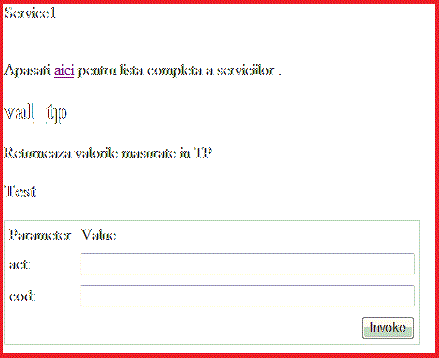 Service1
Apasati aici pentru lista completa a serviciilor .
val_tp
Returneaza valorile masurate in TP
Test
Parameter Value
act:
cod:
Invoke